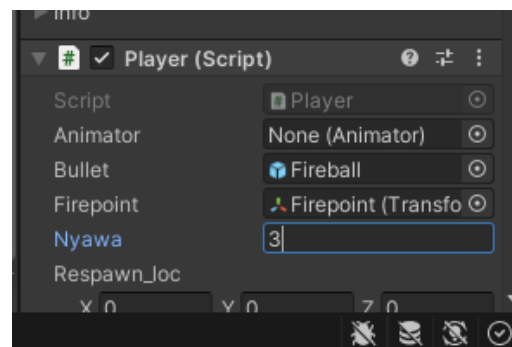 Info
Player (Script)
Script Player
Animator None (Animator)
Bullet Fireball
Firepoint Firepoint (Transfo
Nyawa 3
Respawn_loc
X 0 Y 0 Z 0